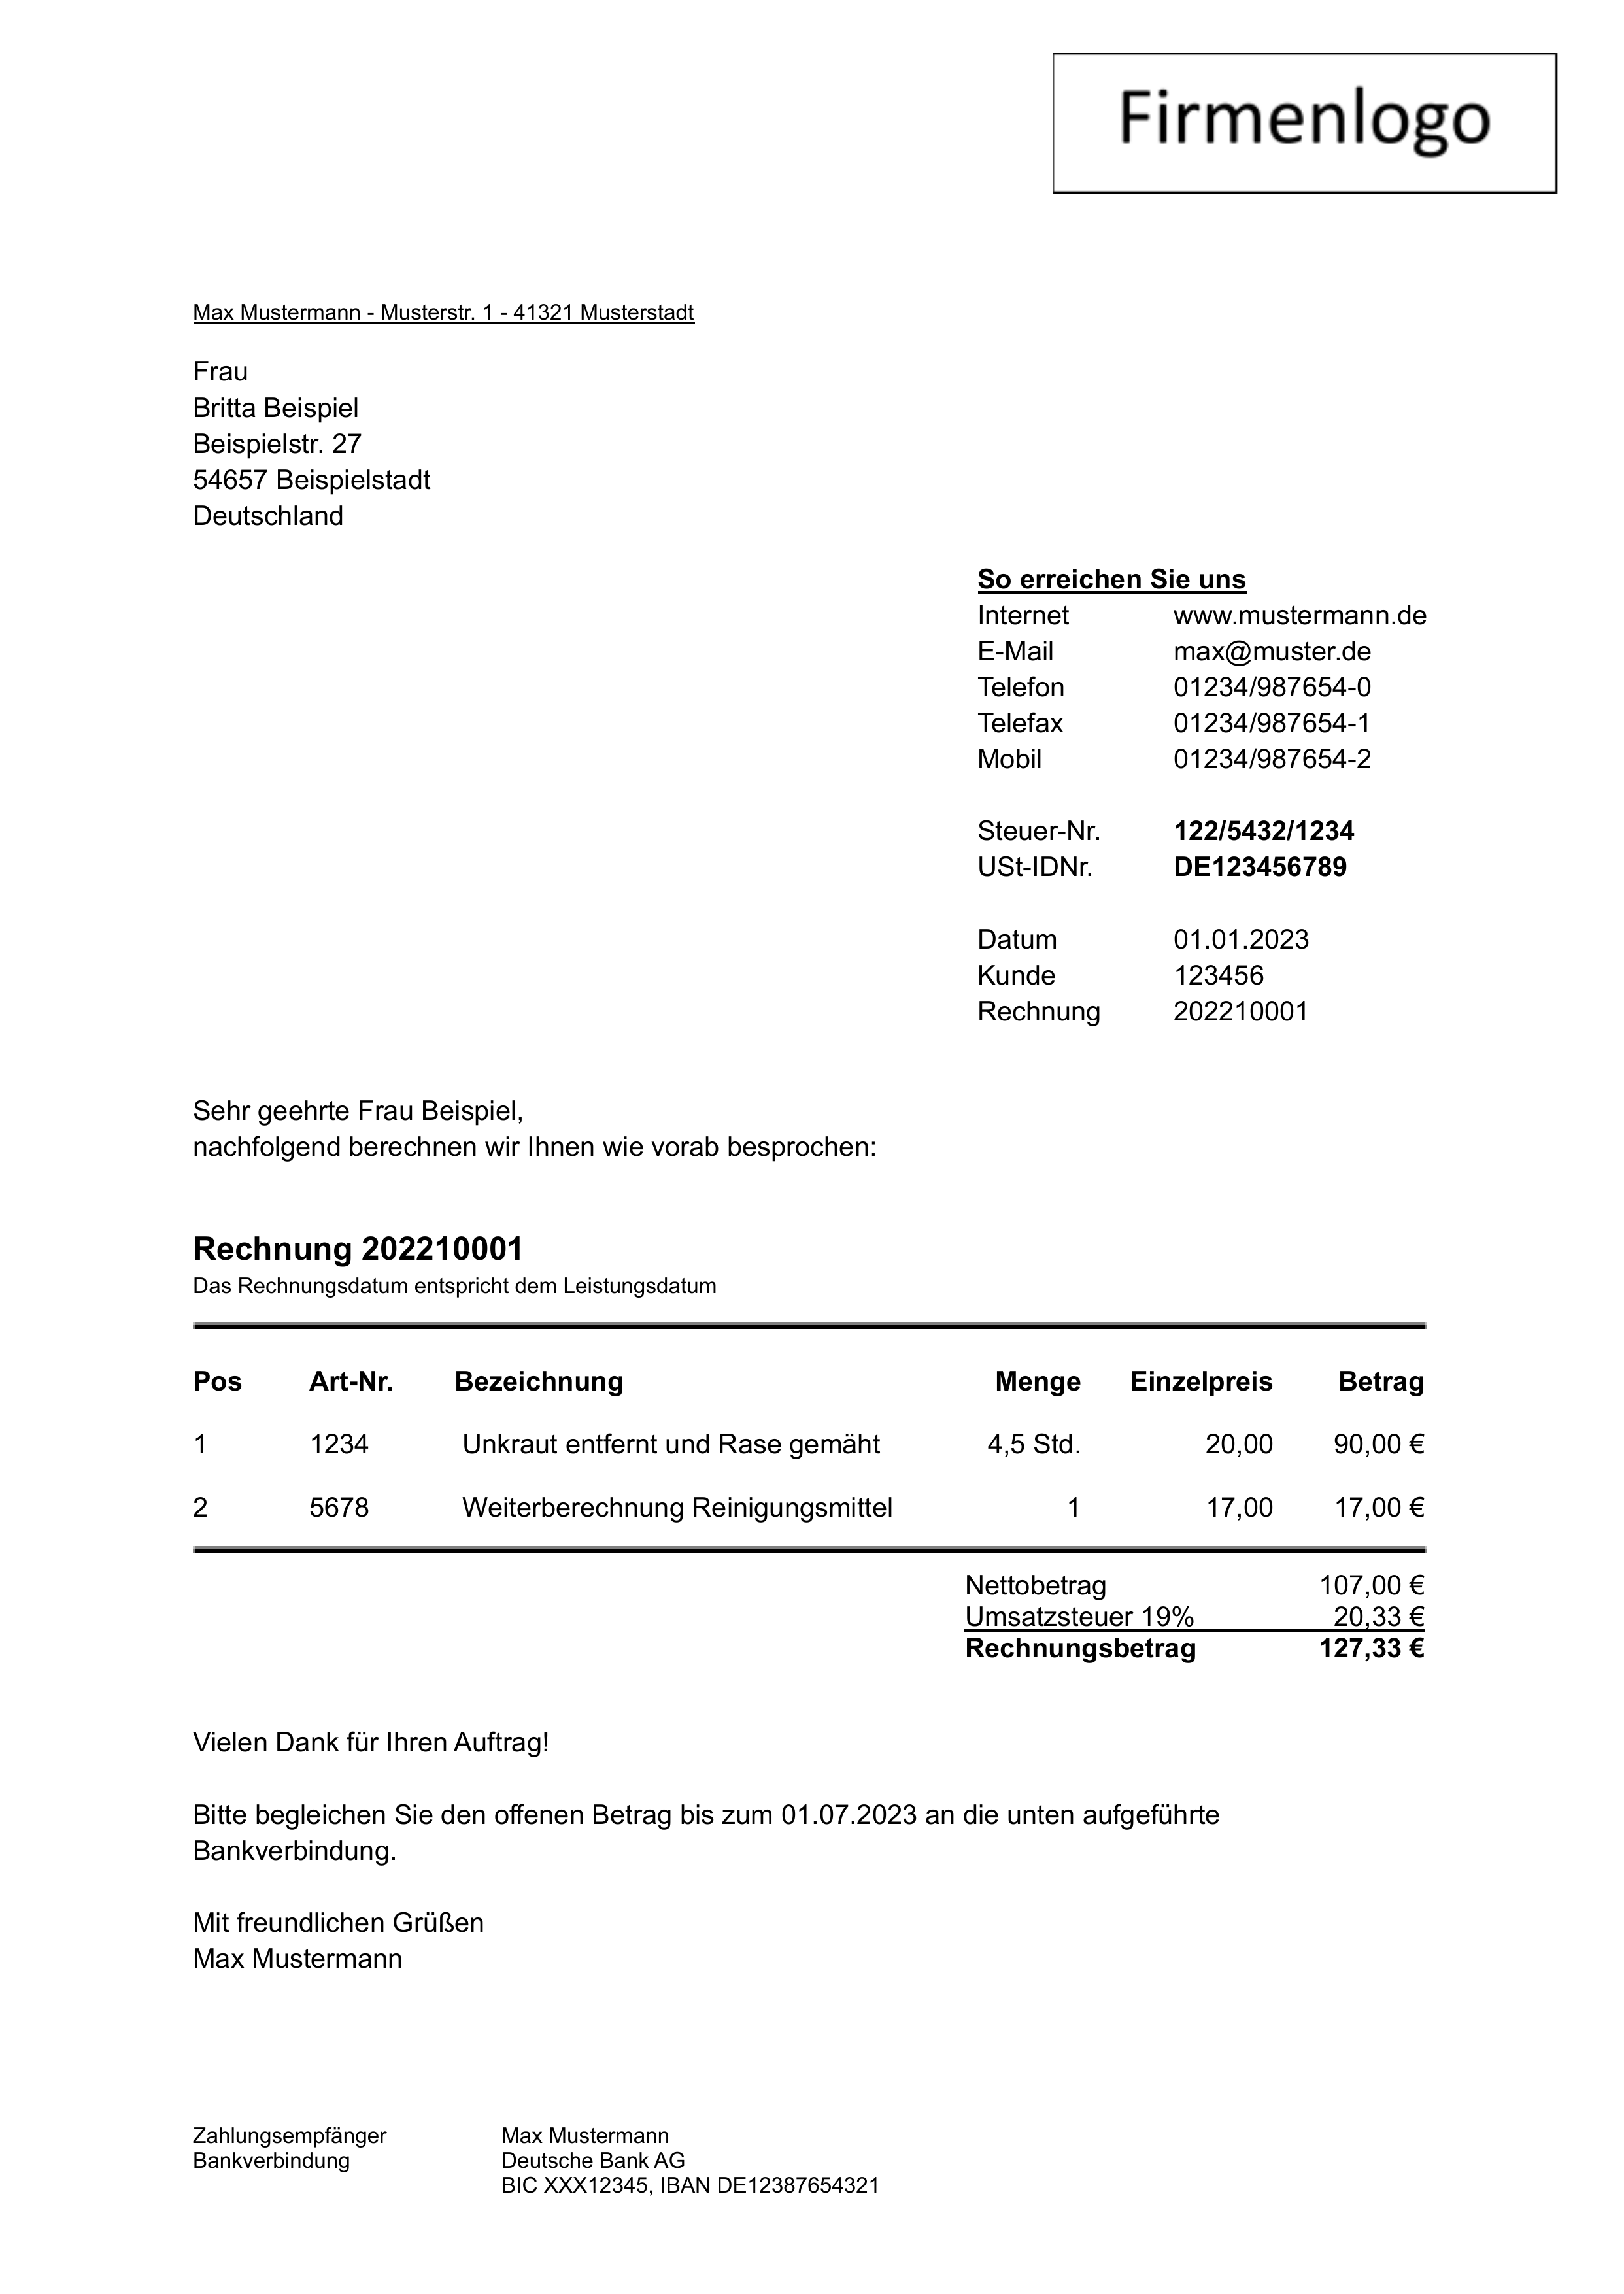 Firmenlogo
Max Mustermann - Musterstr. 1 - 41321 Musterstadt
Frau
Britta Beispiel
Beispielstr. 27
54657 Beispielstadt
Deutschland
So erreichen Sie uns
Internet www.mustermann.de
E-Mail max@muster.de
Telefon 01234/987654-0
Telefax 01234/987654-1
Mobil 01234/987654-2
Steuer-Nr. 122/5432/1234
USt-IDNr. DE123456789
Datum 01.01.2023
Kunde 123456
Rechnung 202210001
Sehr geehrte Frau Beispiel,
nachfolgend berechnen wir Ihnen wie vorab besprochen:
Rechnung 202210001
Das Rechnungsdatum entspricht dem Leistungsdatum
Pos Art-Nr. Bezeichnung Menge Einzelpreis Betrag
1 1234 Unkraut entfernt und Rase gemäht 4,5 Std. 20,00 90,00 €
2 5678 Weiterberechnung Reinigungsmittel 1 17,00 17,00 €
Nettobetrag 107,00 €
Umsatzsteuer 19% 20,33 €
Rechnungsbetrag 127,33 €
Vielen Dank für Ihren Auftrag!
Bitte begleichen Sie den offenen Betrag bis zum 01.07.2023 an die unten aufgeführte
Bankverbindung.
Mit freundlichen Grüßen
Max Mustermann
Zahlungsempfänger Max Mustermann
Bankverbindung Deutsche Bank AG
BIC XXX12345, IBAN DE12387654321